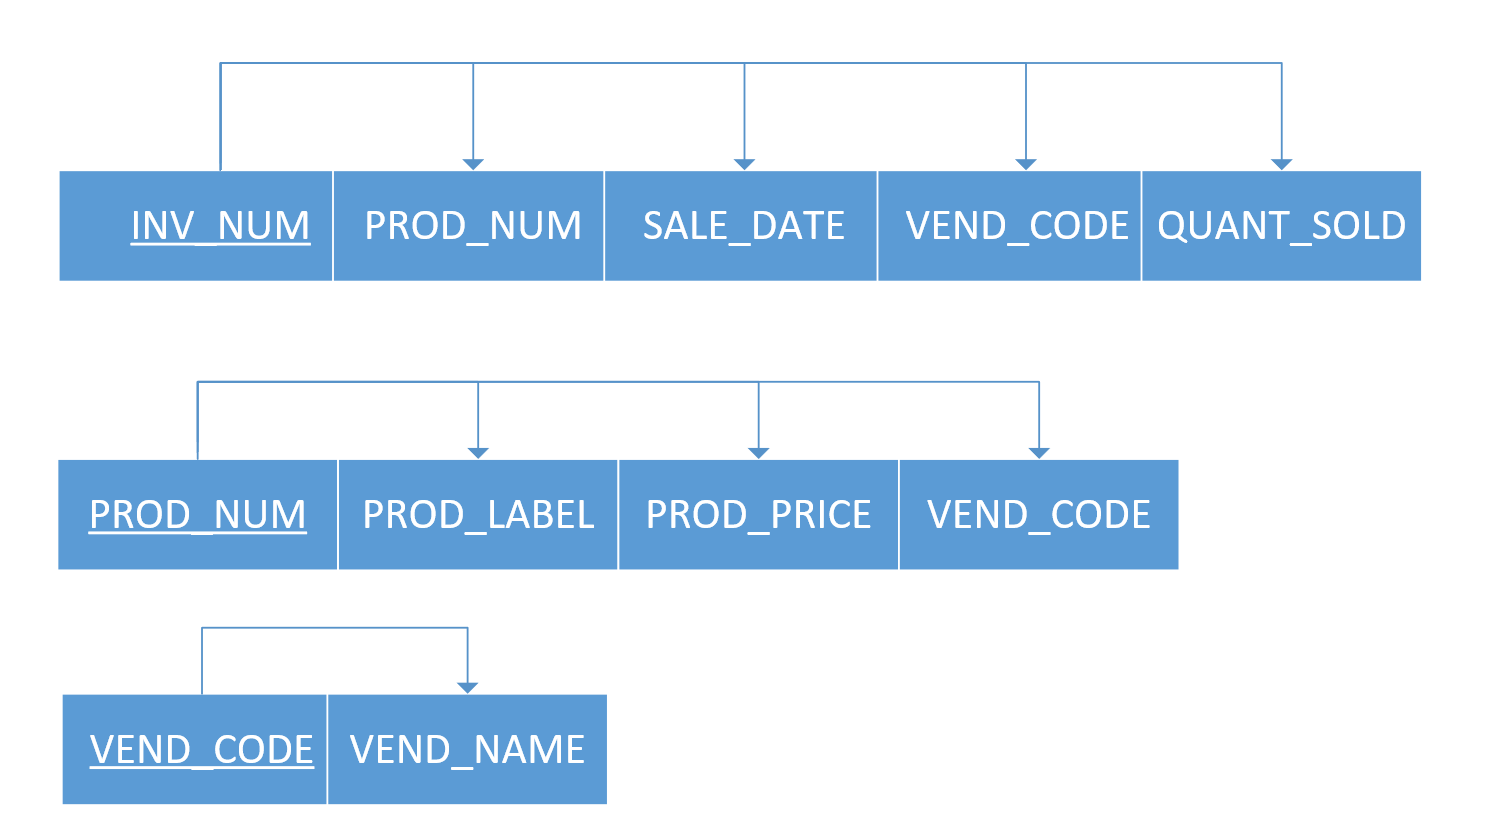 INV_NUM PROD_NUM SALE_DATE VEND_CODE QUANT_SOLD
PROD_NUM PROD_LABEL PROD_PRICE VEND_CODE
VEND_CODE VEND_NAME